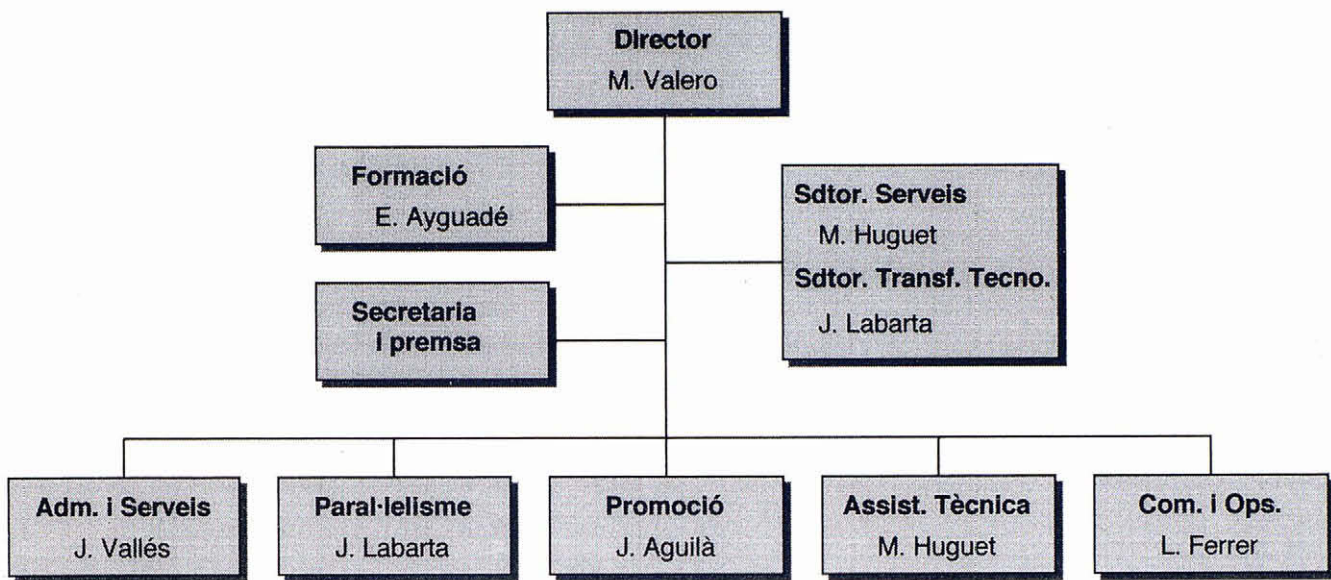 Director
M. Valero
Formació
E. Ayguadé
Sdtor. Serveis
M. Huguet
Sdtor. Transf. Tecno.
J. Labarta
Secretaria
i premsa
Adm. i Serveis
J. Vallés
Paral·lelisme
J. Labarta
Promoció
J. Aguilà
Assist. Tècnica
M. Huguet
Com. i Ops.
L. Ferrer